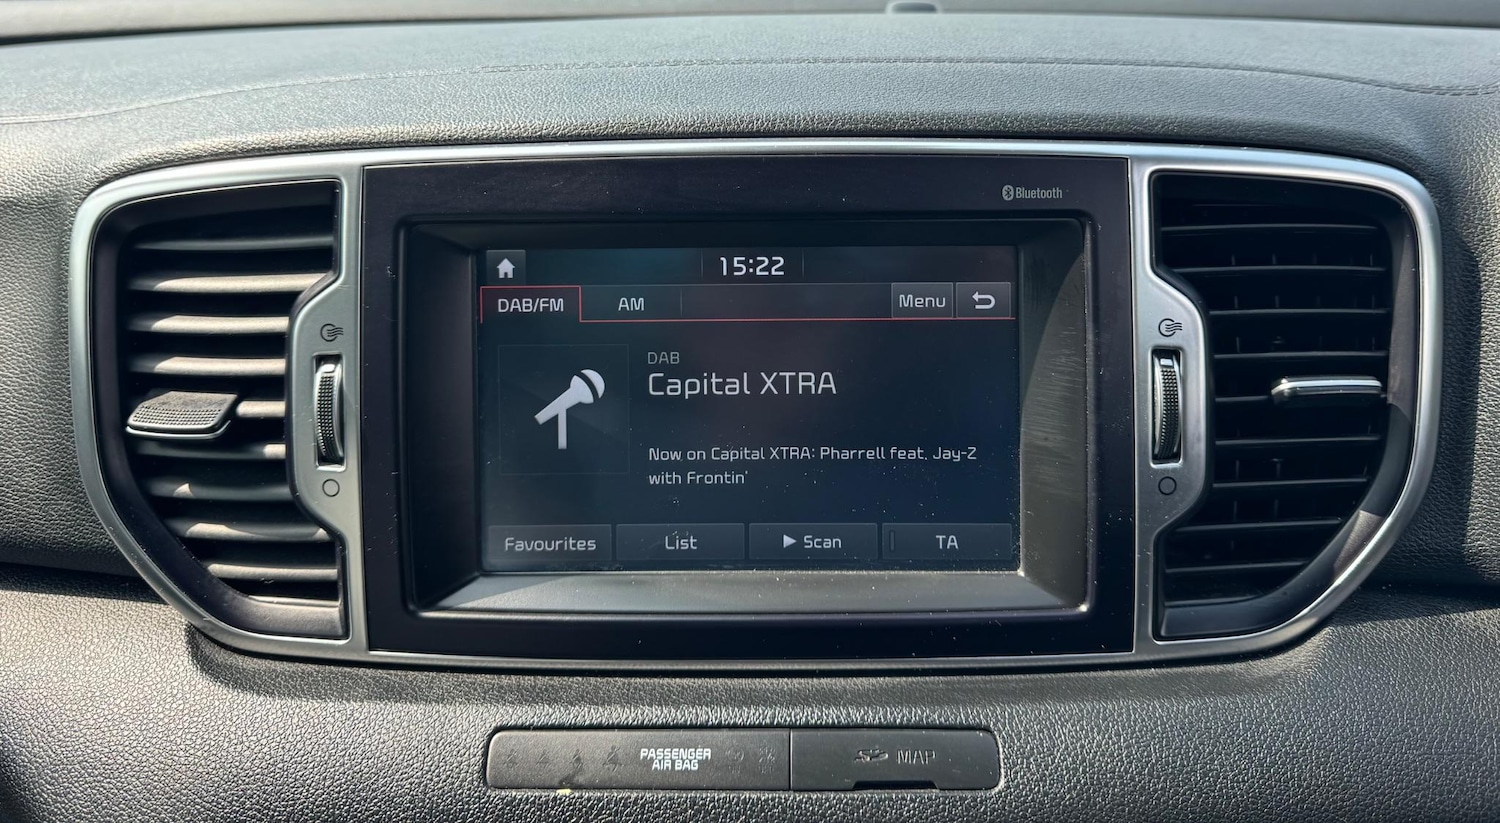 Bluetooth
15:22
DAB/FM AM Menu
DAB
Capital XTRA
Now on Capital XTRA: Pharrell feat. Jay-Z
with Frontin'
Favourites List Scan TA
PASSENGER
AIR BAG
MAP